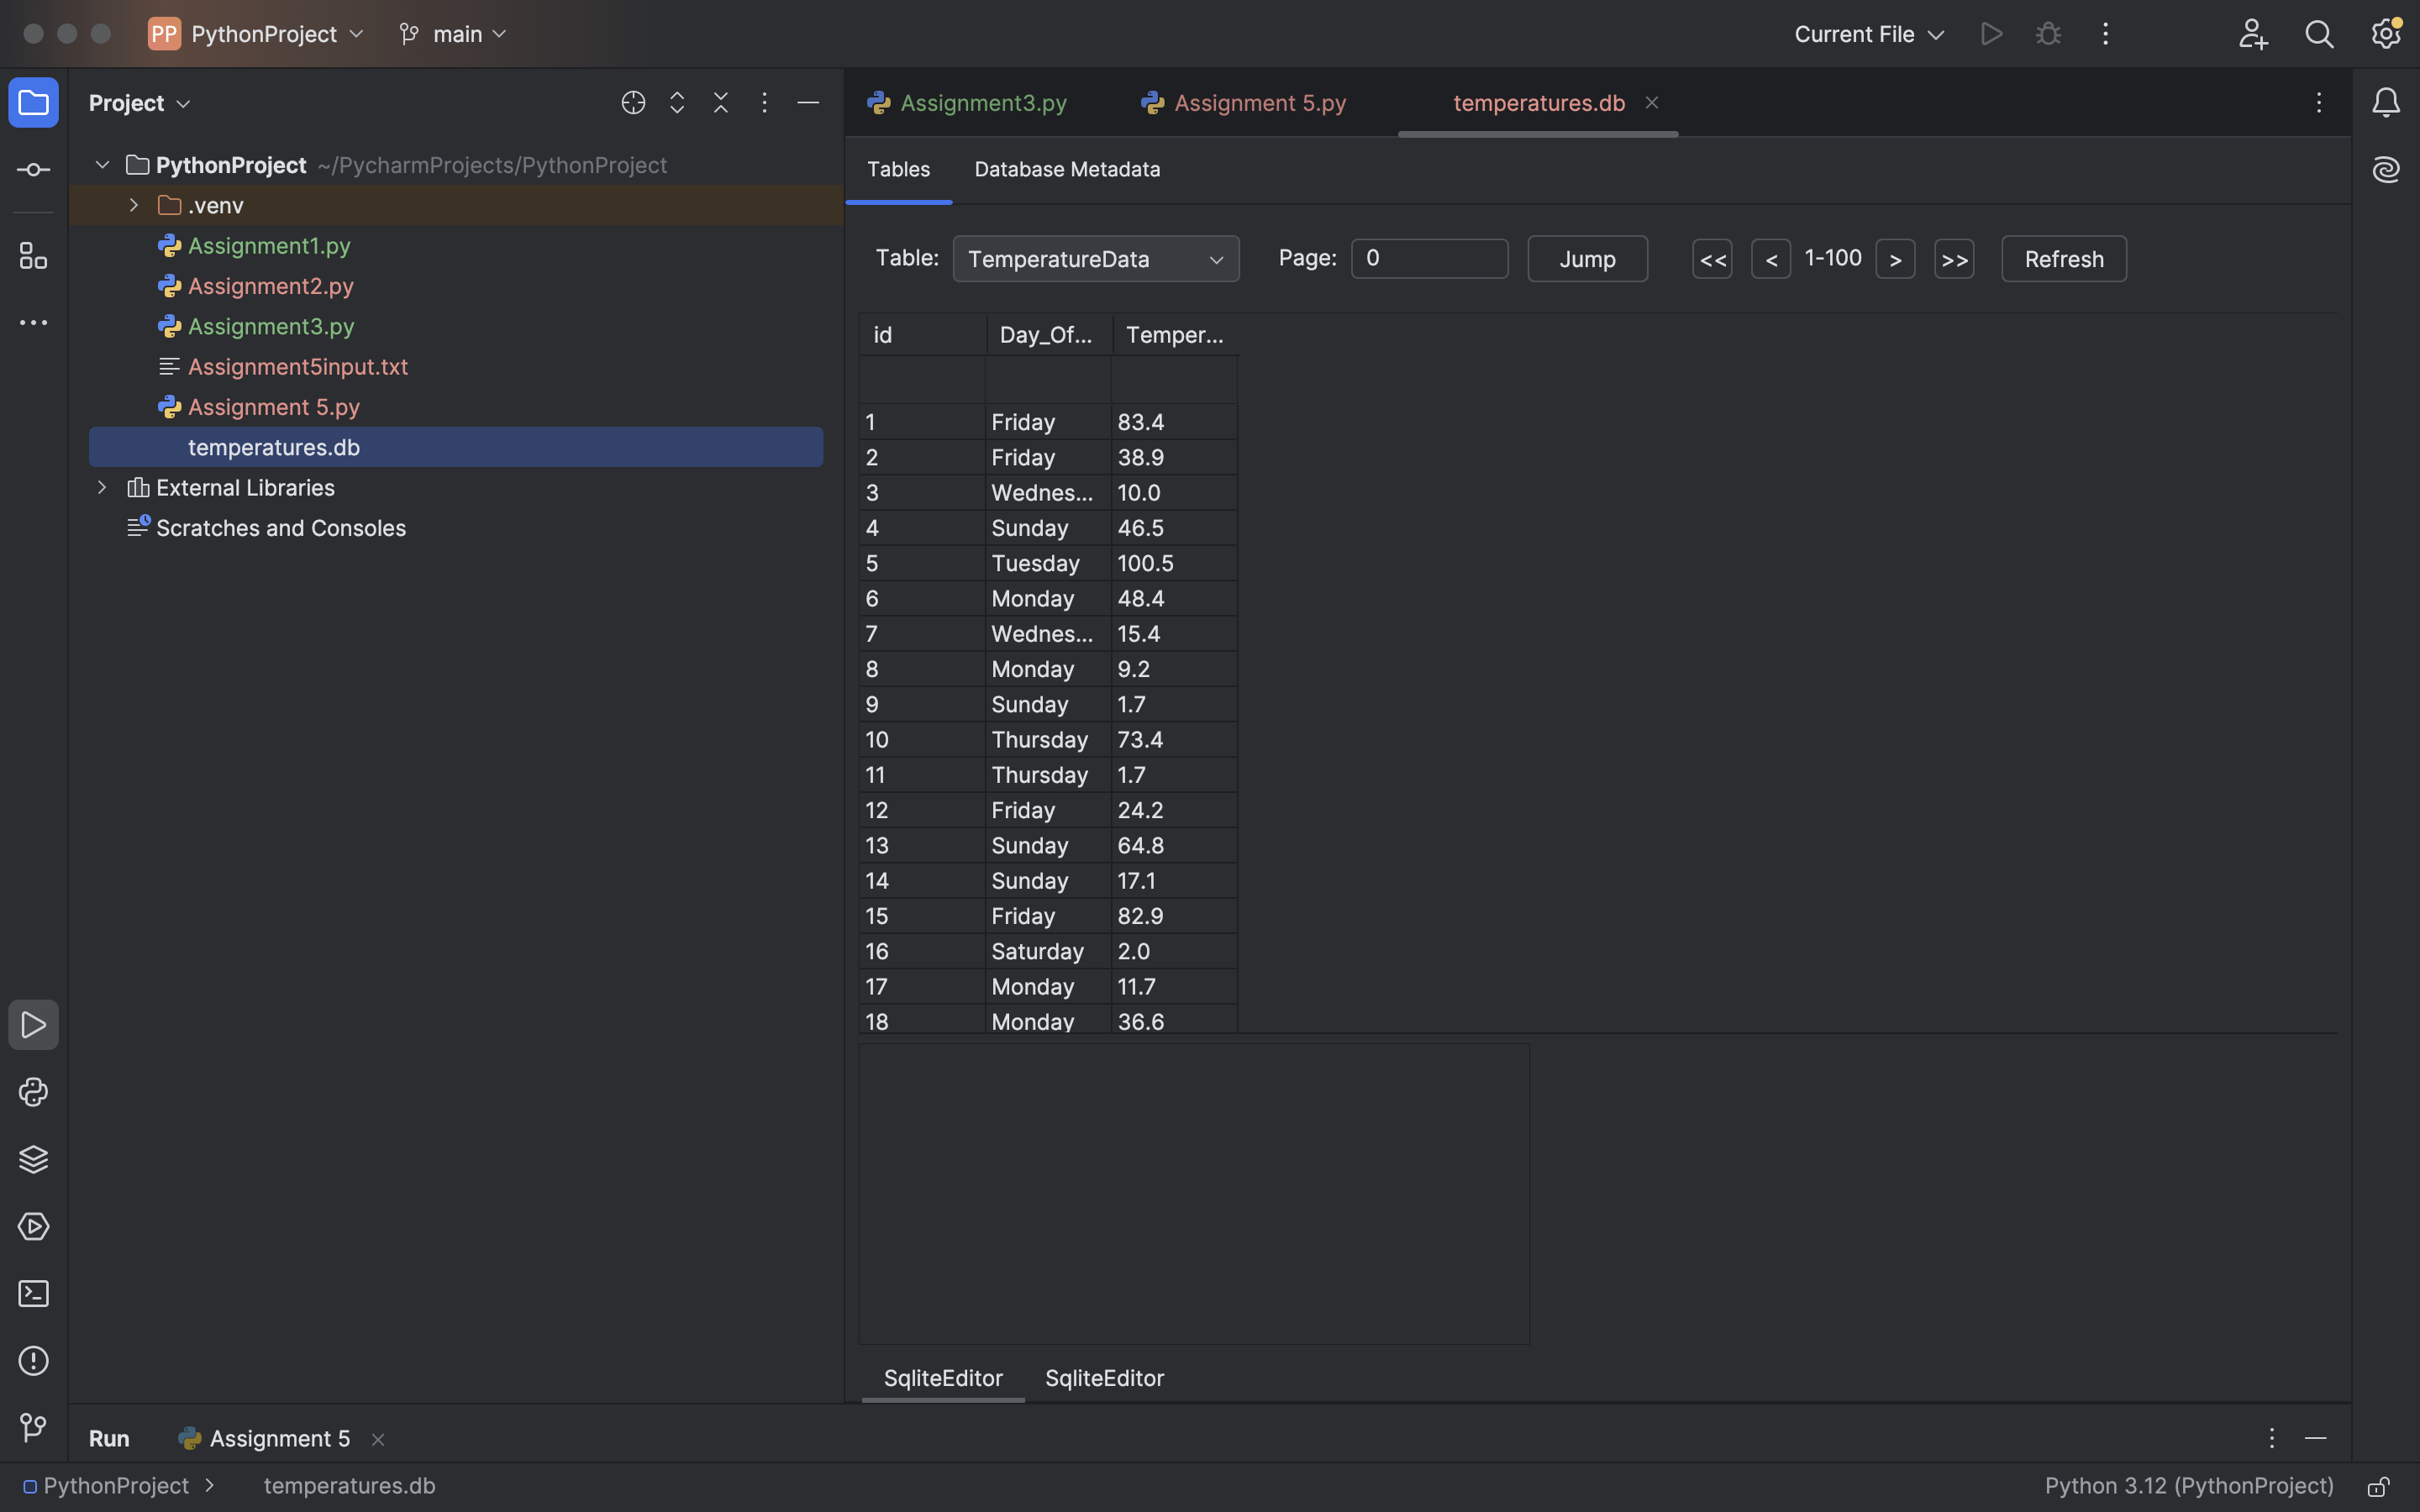 PP PythonProject main Current File
Project
Assignment3.py Assignment 5.py temperatures.db
PythonProject ~/PycharmProjects/PythonProject
.venv
Assignment1.py
Assignment2.py
Assignment3.py
Assignment5input.txt
Assignment 5.py
temperatures.db
External Libraries
Scratches and Consoles
Tables Database Metadata
Table: TemperatureData Page: 0 Jump << < 1-100 > >> Refresh
id Day_Of... Temper...
1 Friday 83.4
2 Friday 38.9
3 Wednes... 10.0
4 Sunday 46.5
5 Tuesday 100.5
6 Monday 48.4
7 Wednes... 15.4
8 Monday 9.2
9 Sunday 1.7
10 Thursday 73.4
11 Thursday 1.7
12 Friday 24.2
13 Sunday 64.8
14 Sunday 17.1
15 Friday 82.9
16 Saturday 2.0
17 Monday 11.7
18 Monday 36.6
SqliteEditor SqliteEditor
Run Assignment 5
PythonProject > temperatures.db
Python 3.12 (PythonProject)